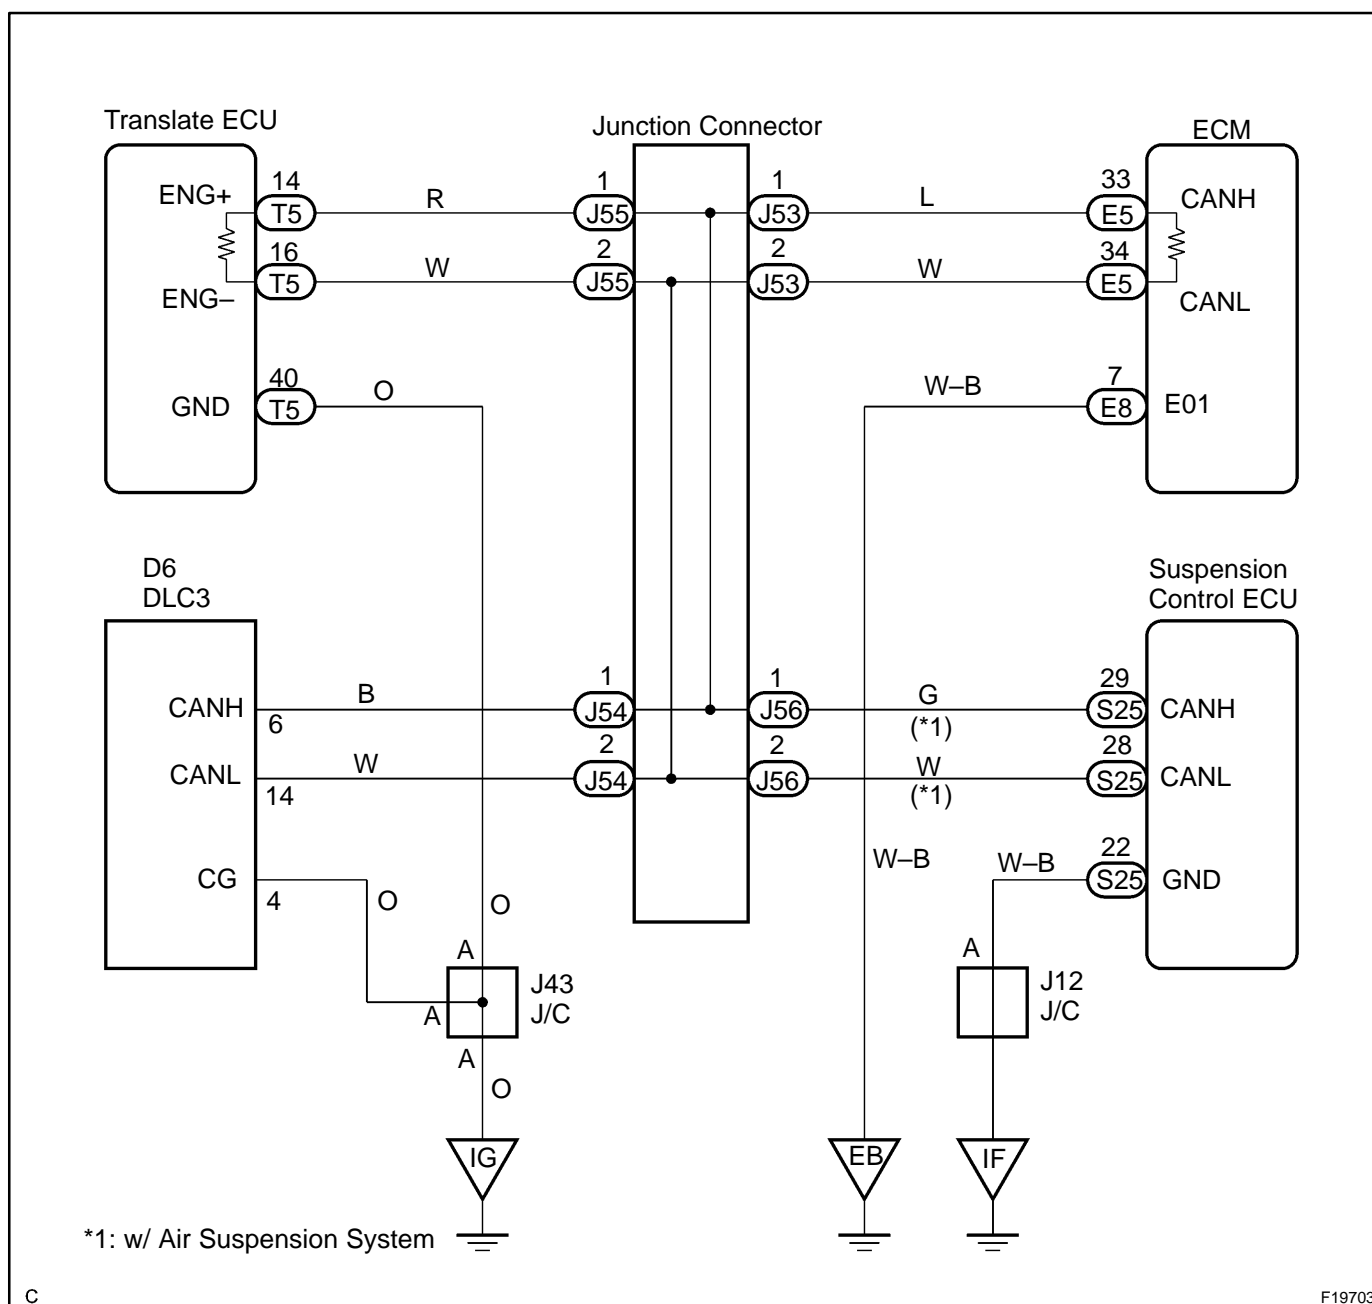 Translate ECU
Junction Connector
ECM
ENG+
14
T5
R
1
J55
1
J53
L
33
E5
CANH
16
T5
W
2
J55
2
J53
W
34
E5
CANL
ENG–
GND
40
T5
O
W–B
7
E8
E01
D6
DLC3
Suspension
Control ECU
CANH
6
B
1
J54
1
J56
G
(*1)
29
S25
CANH
CANL
14
W
2
J54
2
J56
W
(*1)
28
S25
CANL
CG
4
O
O
W–B
W–B
22
S25
GND
A
A
A
J43
J/C
O
A
J12
J/C
IG
EB
IF
*1: w/ Air Suspension System
C
F19703